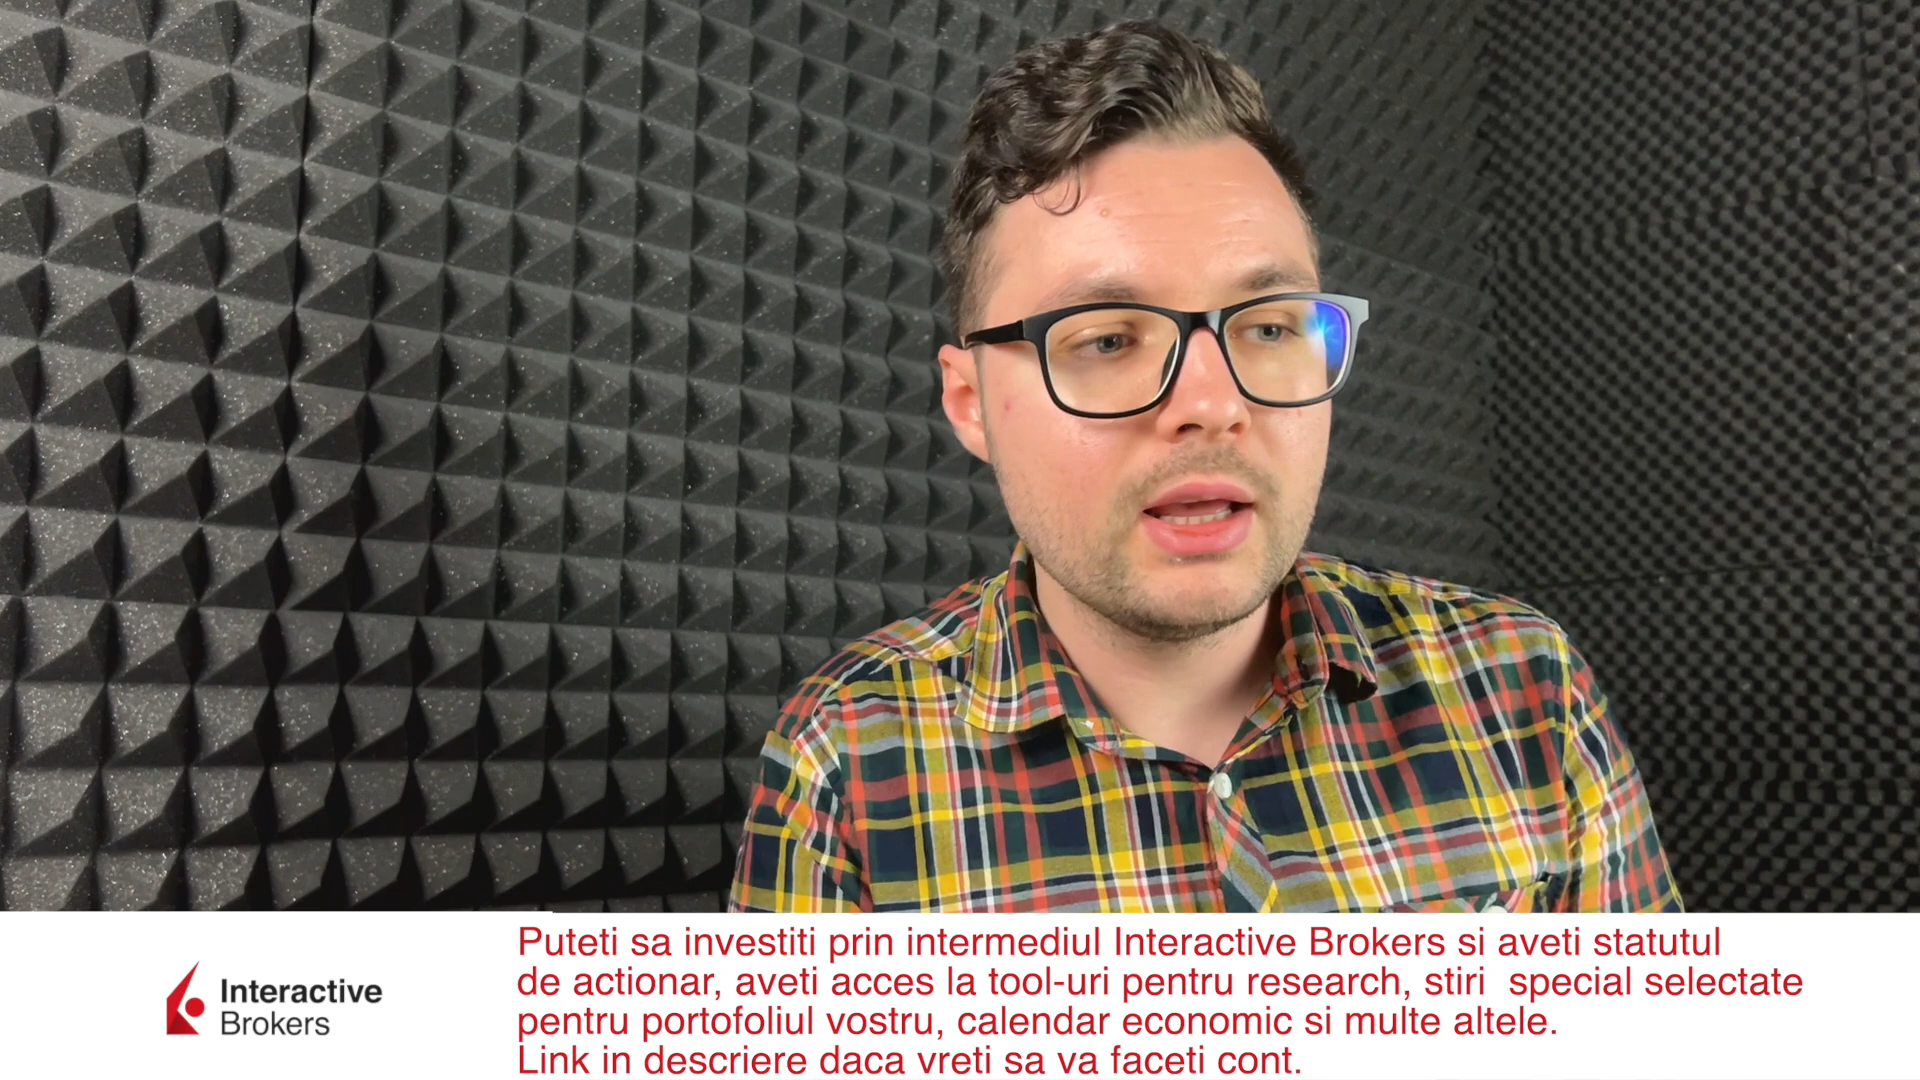 Interactive
Brokers
Puteti sa investiti prin intermediul Interactive Brokers si aveti statutul
de actionar, aveti acces la tool-uri pentru research, stiri  special selectate
pentru portofoliul vostru, calendar economic si multe altele.
Link in descriere daca vreti sa va faceti cont.